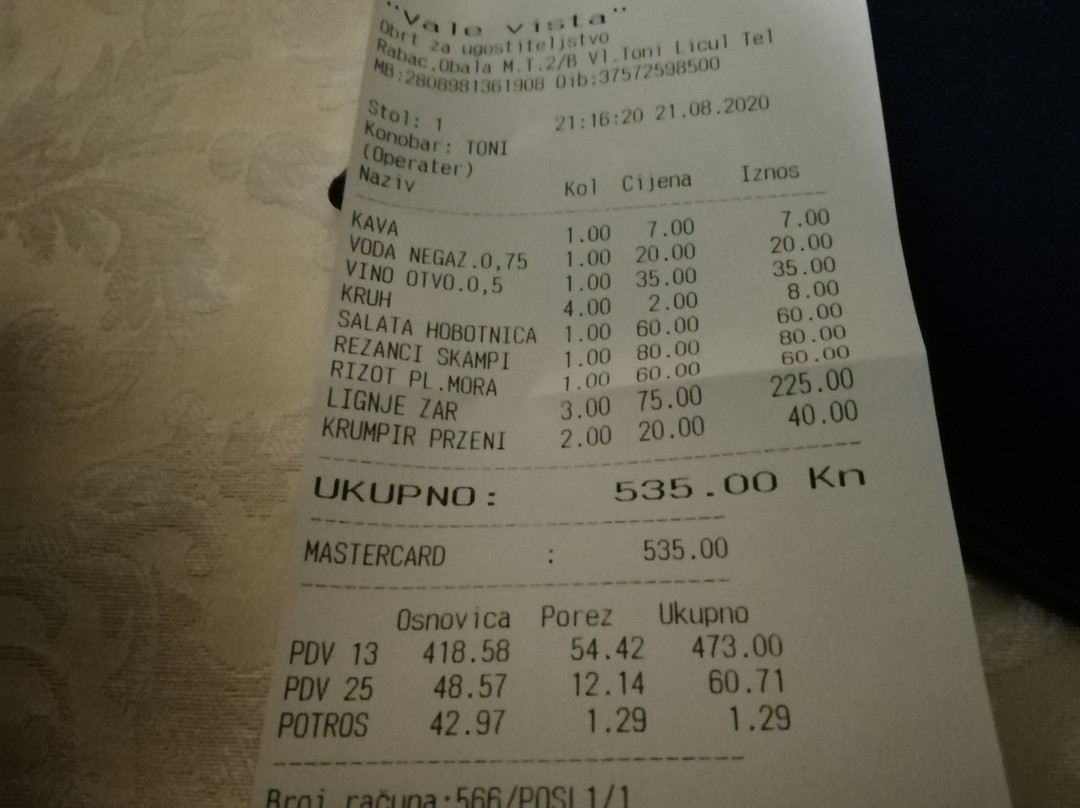 "Vale vista"
Obrt za ugostiteljstvo
Rabac,Obala M.T.2/B Vl.Toni Licul Tel
MB:2808981361908 Oib:37572598500
Stol: 1 21:16:20 21.08.2020
Konobar: TONI
(Operater)
Naziv Kol Cijena Iznos
KAVA 1.00 7.00 7.00
VODA NEGAZ.0,75 1.00 20.00 20.00
VINO OTVO.0,5 1.00 35.00 35.00
KRUH 4.00 2.00 8.00
SALATA HOBOTNICA 1.00 60.00 60.00
REZANCI SKAMPI 1.00 80.00 80.00
RIZOT PL.MORA 1.00 60.00 60.00
LIGNJE ZAR 3.00 75.00 225.00
KRUMPIR PRZENI 2.00 20.00 40.00
UKUPNO: 535.00 Kn
MASTERCARD : 535.00
Osnovica Porez Ukupno
PDV 13 418.58 54.42 473.00
PDV 25 48.57 12.14 60.71
POTROS 42.97 1.29 1.29
Broj računa:566/POSL1/1